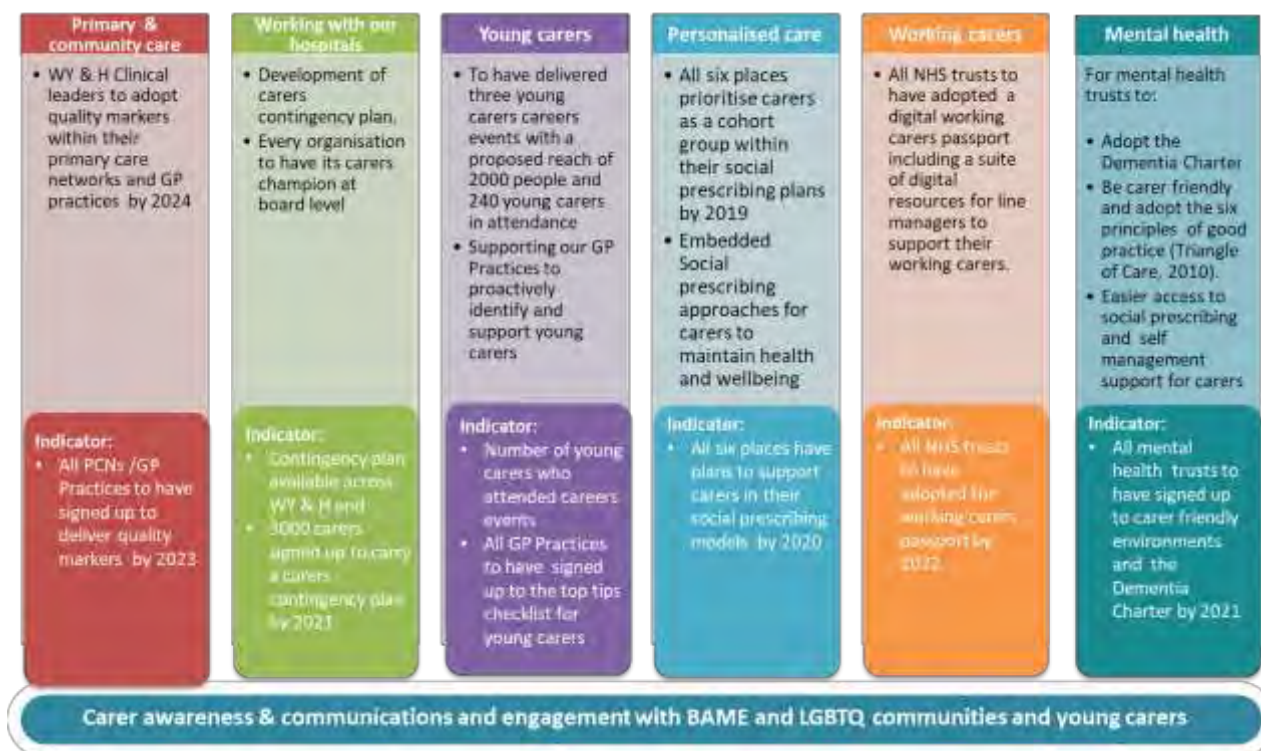 Primary &
community care
• WY & H Clinical
leaders to adopt
quality markers
within their
primary care
networks and GP
practices by 2024
Indicator:
• All PCNs /GP
Practices to have
signed up to
deliver quality
markers by 2023
Working with our
hospitals
• Development of
carers
contingency plan.
• Every organisation
to have its carers
champion at
board level
Indicator:
• Contingency plan
available across
WY & H and
• 3000 carers
signed up to carry
a carers
contingency plan
by 2021
Young carers
• To have delivered
three young
carers careers
events with a
proposed reach of
2000 people and
240 young carers
in attendance
• Supporting our GP
Practices to
proactively
identify and
support young
carers
Indicator:
• Number of young
carers who
attended careers
events
• All GP Practices
to have signed
up to the top tips
checklist for
young carers
Personalised care
• All six places
prioritise carers
as a cohort
group within
their social
prescribing plans
by 2019
• Embedded
Social
prescribing
approaches for
carers to
maintain health
and wellbeing
Indicator:
• All six places have
plans to support
carers in their
social prescribing
models by 2020
Working carers
• All NHS trusts to
have adopted a
digital working
carers passport
including a suite
of digital
resources for line
managers to
support their
working carers.
Indicator:
• All NHS trusts
to have
adopted the
working carers
passport by
2022.
Mental health
For mental health
trusts to:
• Adopt the
Dementia Charter
• Be carer friendly
and adopt the six
principles of good
practice (Triangle
of Care, 2010).
• Easier access to
social prescribing
and self
management
support for carers
Indicator:
• All mental
health trusts to
have signed up
to carer friendly
environments
and the
Dementia
Charter by 2021
Carer awareness & communications and engagement with BAME and LGBTQ communities and young carers